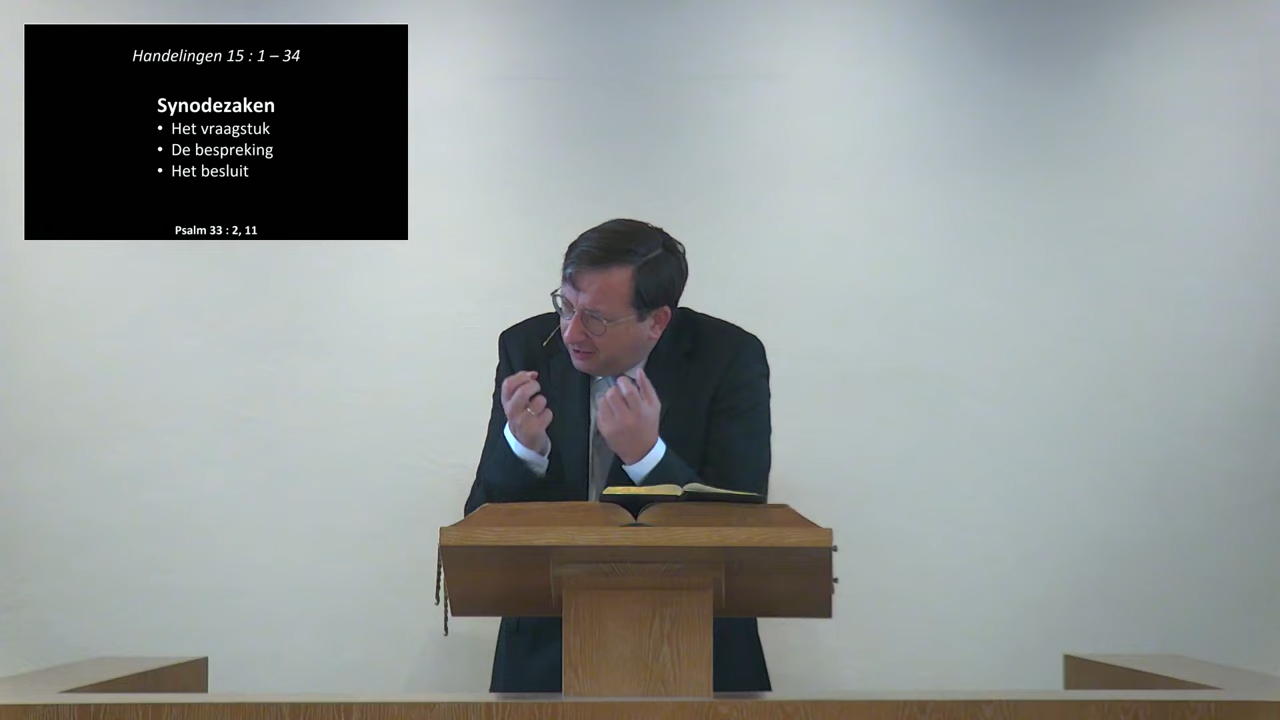 Handelingen 15 : 1 – 34
Synodezaken
• Het vraagstuk
• De bespreking
• Het besluit
Psalm 33 : 2, 11